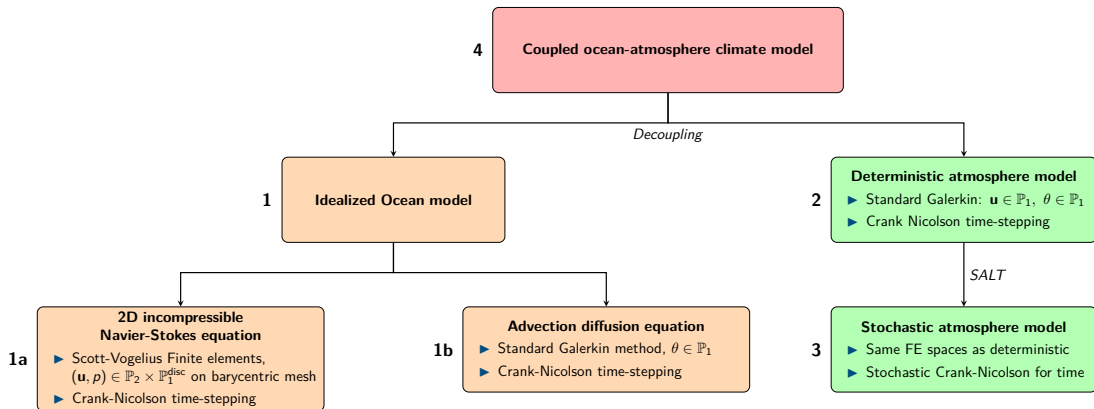 4
Coupled ocean-atmosphere climate model
Decoupling
1
Idealized Ocean model
2
Deterministic atmosphere model
▶ Standard Galerkin: 𝐮 ∈ ℙ₁, θ ∈ ℙ₁
▶ Crank Nicolson time-stepping
SALT
1a
2D incompressible
Navier-Stokes equation
▶ Scott-Vogelius Finite elements,
(𝐮, p) ∈ ℙ₂ × ℙ₁ᵈⁱˢᶜ on barycentric mesh
▶ Crank-Nicolson time-stepping
1b
Advection diffusion equation
▶ Standard Galerkin method, θ ∈ ℙ₁
▶ Crank-Nicolson time-stepping
3
Stochastic atmosphere model
▶ Same FE spaces as deterministic
▶ Stochastic Crank-Nicolson for time